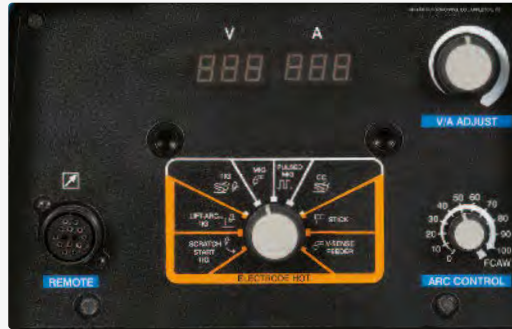 V A
888 888
V/A ADJUST
TIG
MIG
PULSED
MIG
CC
LIFT-ARC
TIG
STICK
SCRATCH
START
TIG
V-SENSE
FEEDER
ELECTRODE HOT
REMOTE
0 10 20 30 40 50 60 70 80 90 100
FCAW
ARC CONTROL